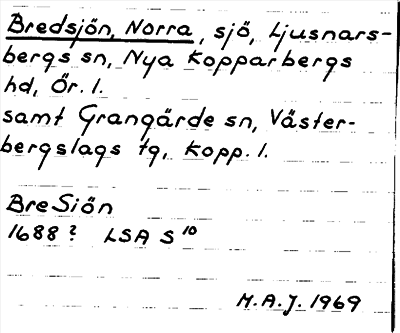 Bredsjön, Norra, sjö, Ljusnars-
bergs sn, Nya Kopparbergs
hd, Ör. l.
samt Grangärde sn, Väster-
bergslags tg, Kopp. l.
BreSiön
1688? LSA S 10
M.A.J. 1969